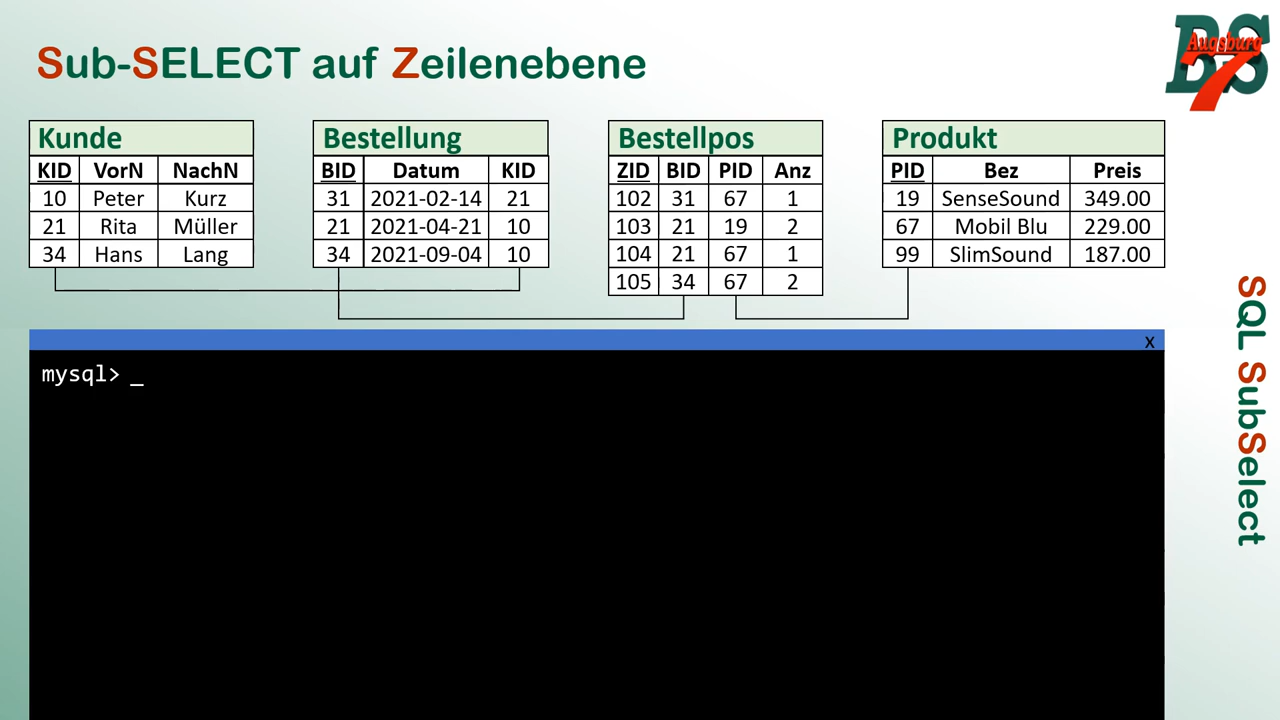 Sub-SELECT auf Zeilenebene
BS7 Augsburg
Kunde
KID VorN NachN
10 Peter Kurz
21 Rita Müller
34 Hans Lang
Bestellung
BID Datum KID
31 2021-02-14 21
21 2021-04-21 10
34 2021-09-04 10
Bestellpos
ZID BID PID Anz
102 31 67 1
103 21 19 2
104 21 67 1
105 34 67 2
Produkt
PID Bez Preis
19 SenseSound 349.00
67 Mobil Blu 229.00
99 SlimSound 187.00
x
mysql> _
SQL SubSelect